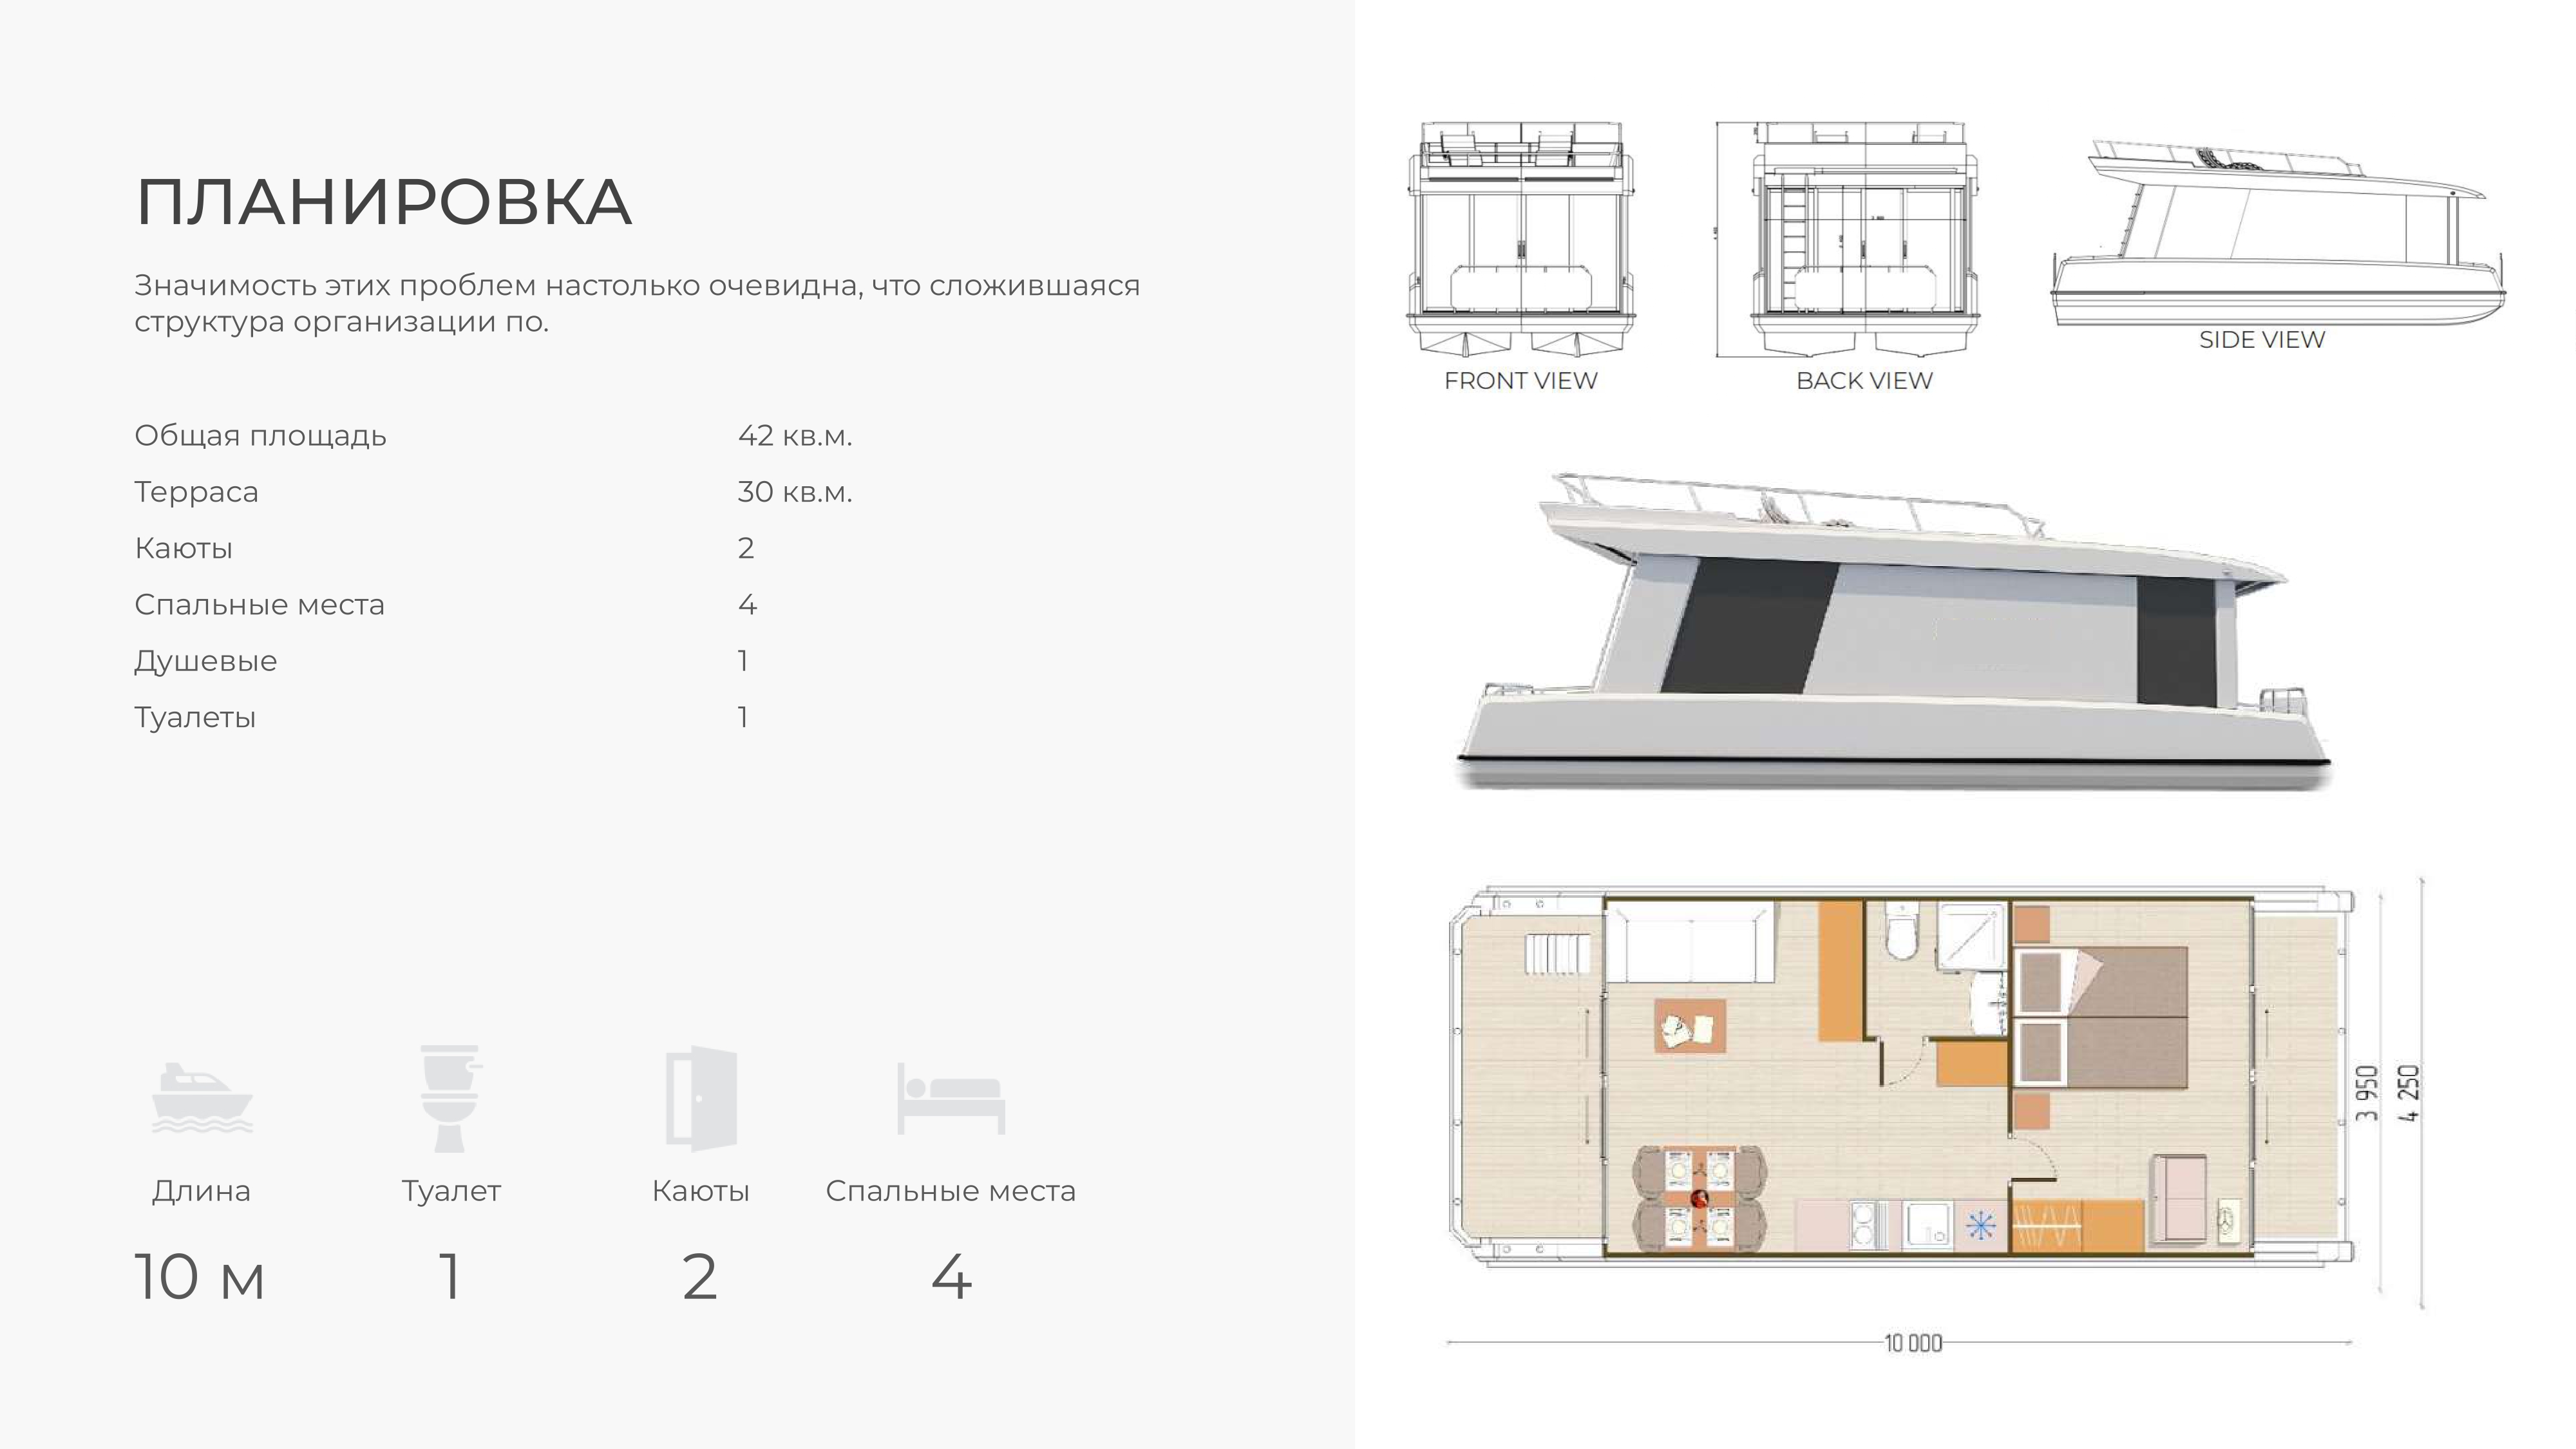 ПЛАНИРОВКА
Значимость этих проблем настолько очевидна, что сложившаяся
структура организации по.
Общая площадь 42 кв.м.
Терраса 30 кв.м.
Каюты 2
Спальные места 4
Душевые 1
Туалеты 1
Длина Туалет Каюты Спальные места
10 м 1 2 4
FRONT VIEW BACK VIEW SIDE VIEW
3 950
4 250
10 000